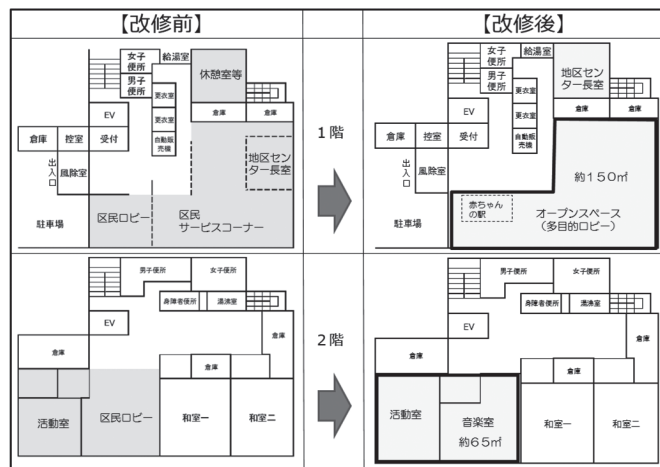 【改修前】
【改修後】
女子
便所
給湯室
男子
便所
休憩室等
更衣室
EV
更衣室
倉庫
倉庫
倉庫
控室
受付
自動販
売機
地区セン
ター長室
出入口
風除室
区民ロビー
区民
サービスコーナー
駐車場
1階
女子
便所
給湯室
男子
便所
地区セン
ター長室
更衣室
EV
更衣室
倉庫
倉庫
倉庫
控室
受付
自動販
売機
出入口
風除室
約150㎡
赤ちゃん
の駅
オープンスペース
(多目的ロビー)
駐車場
男子便所
女子便所
身障者便所
湯沸室
EV
倉庫
倉庫
倉庫
活動室
区民ロビー
和室一
和室二
2階
男子便所
女子便所
身障者便所
湯沸室
EV
倉庫
倉庫
倉庫
活動室
音楽室
約65㎡
和室一
和室二